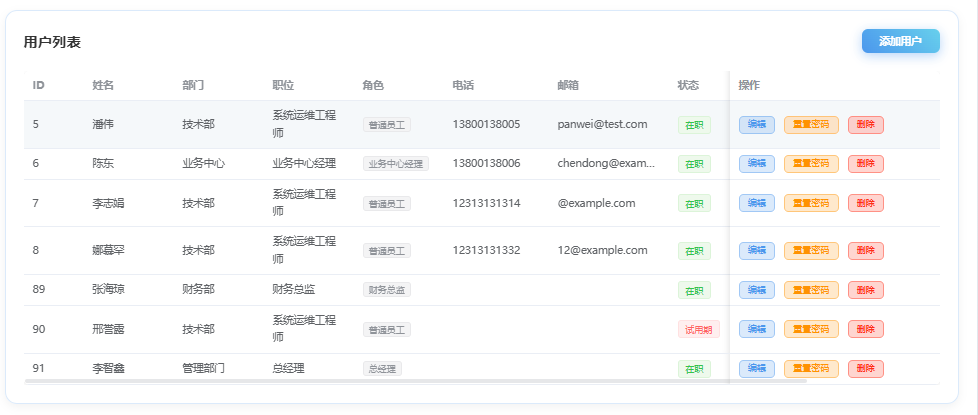 用户列表
添加用户
ID 姓名 部门 职位 角色 电话 邮箱 状态 操作
5 潘伟 技术部 系统运维工程师 普通员工 13800138005 panwei@test.com 在职 编辑 重置密码 删除
6 陈东 业务中心 业务中心经理 业务中心经理 13800138006 chendong@exam... 在职 编辑 重置密码 删除
7 李志娟 技术部 系统运维工程师 普通员工 12313131314 @example.com 在职 编辑 重置密码 删除
8 娜慕罕 技术部 系统运维工程师 普通员工 12313131332 12@example.com 在职 编辑 重置密码 删除
89 张海琼 财务部 财务总监 财务总监 在职 编辑 重置密码 删除
90 邢誉露 技术部 系统运维工程师 普通员工 试用期 编辑 重置密码 删除
91 李智鑫 管理部门 总经理 总经理 在职 编辑 重置密码 删除